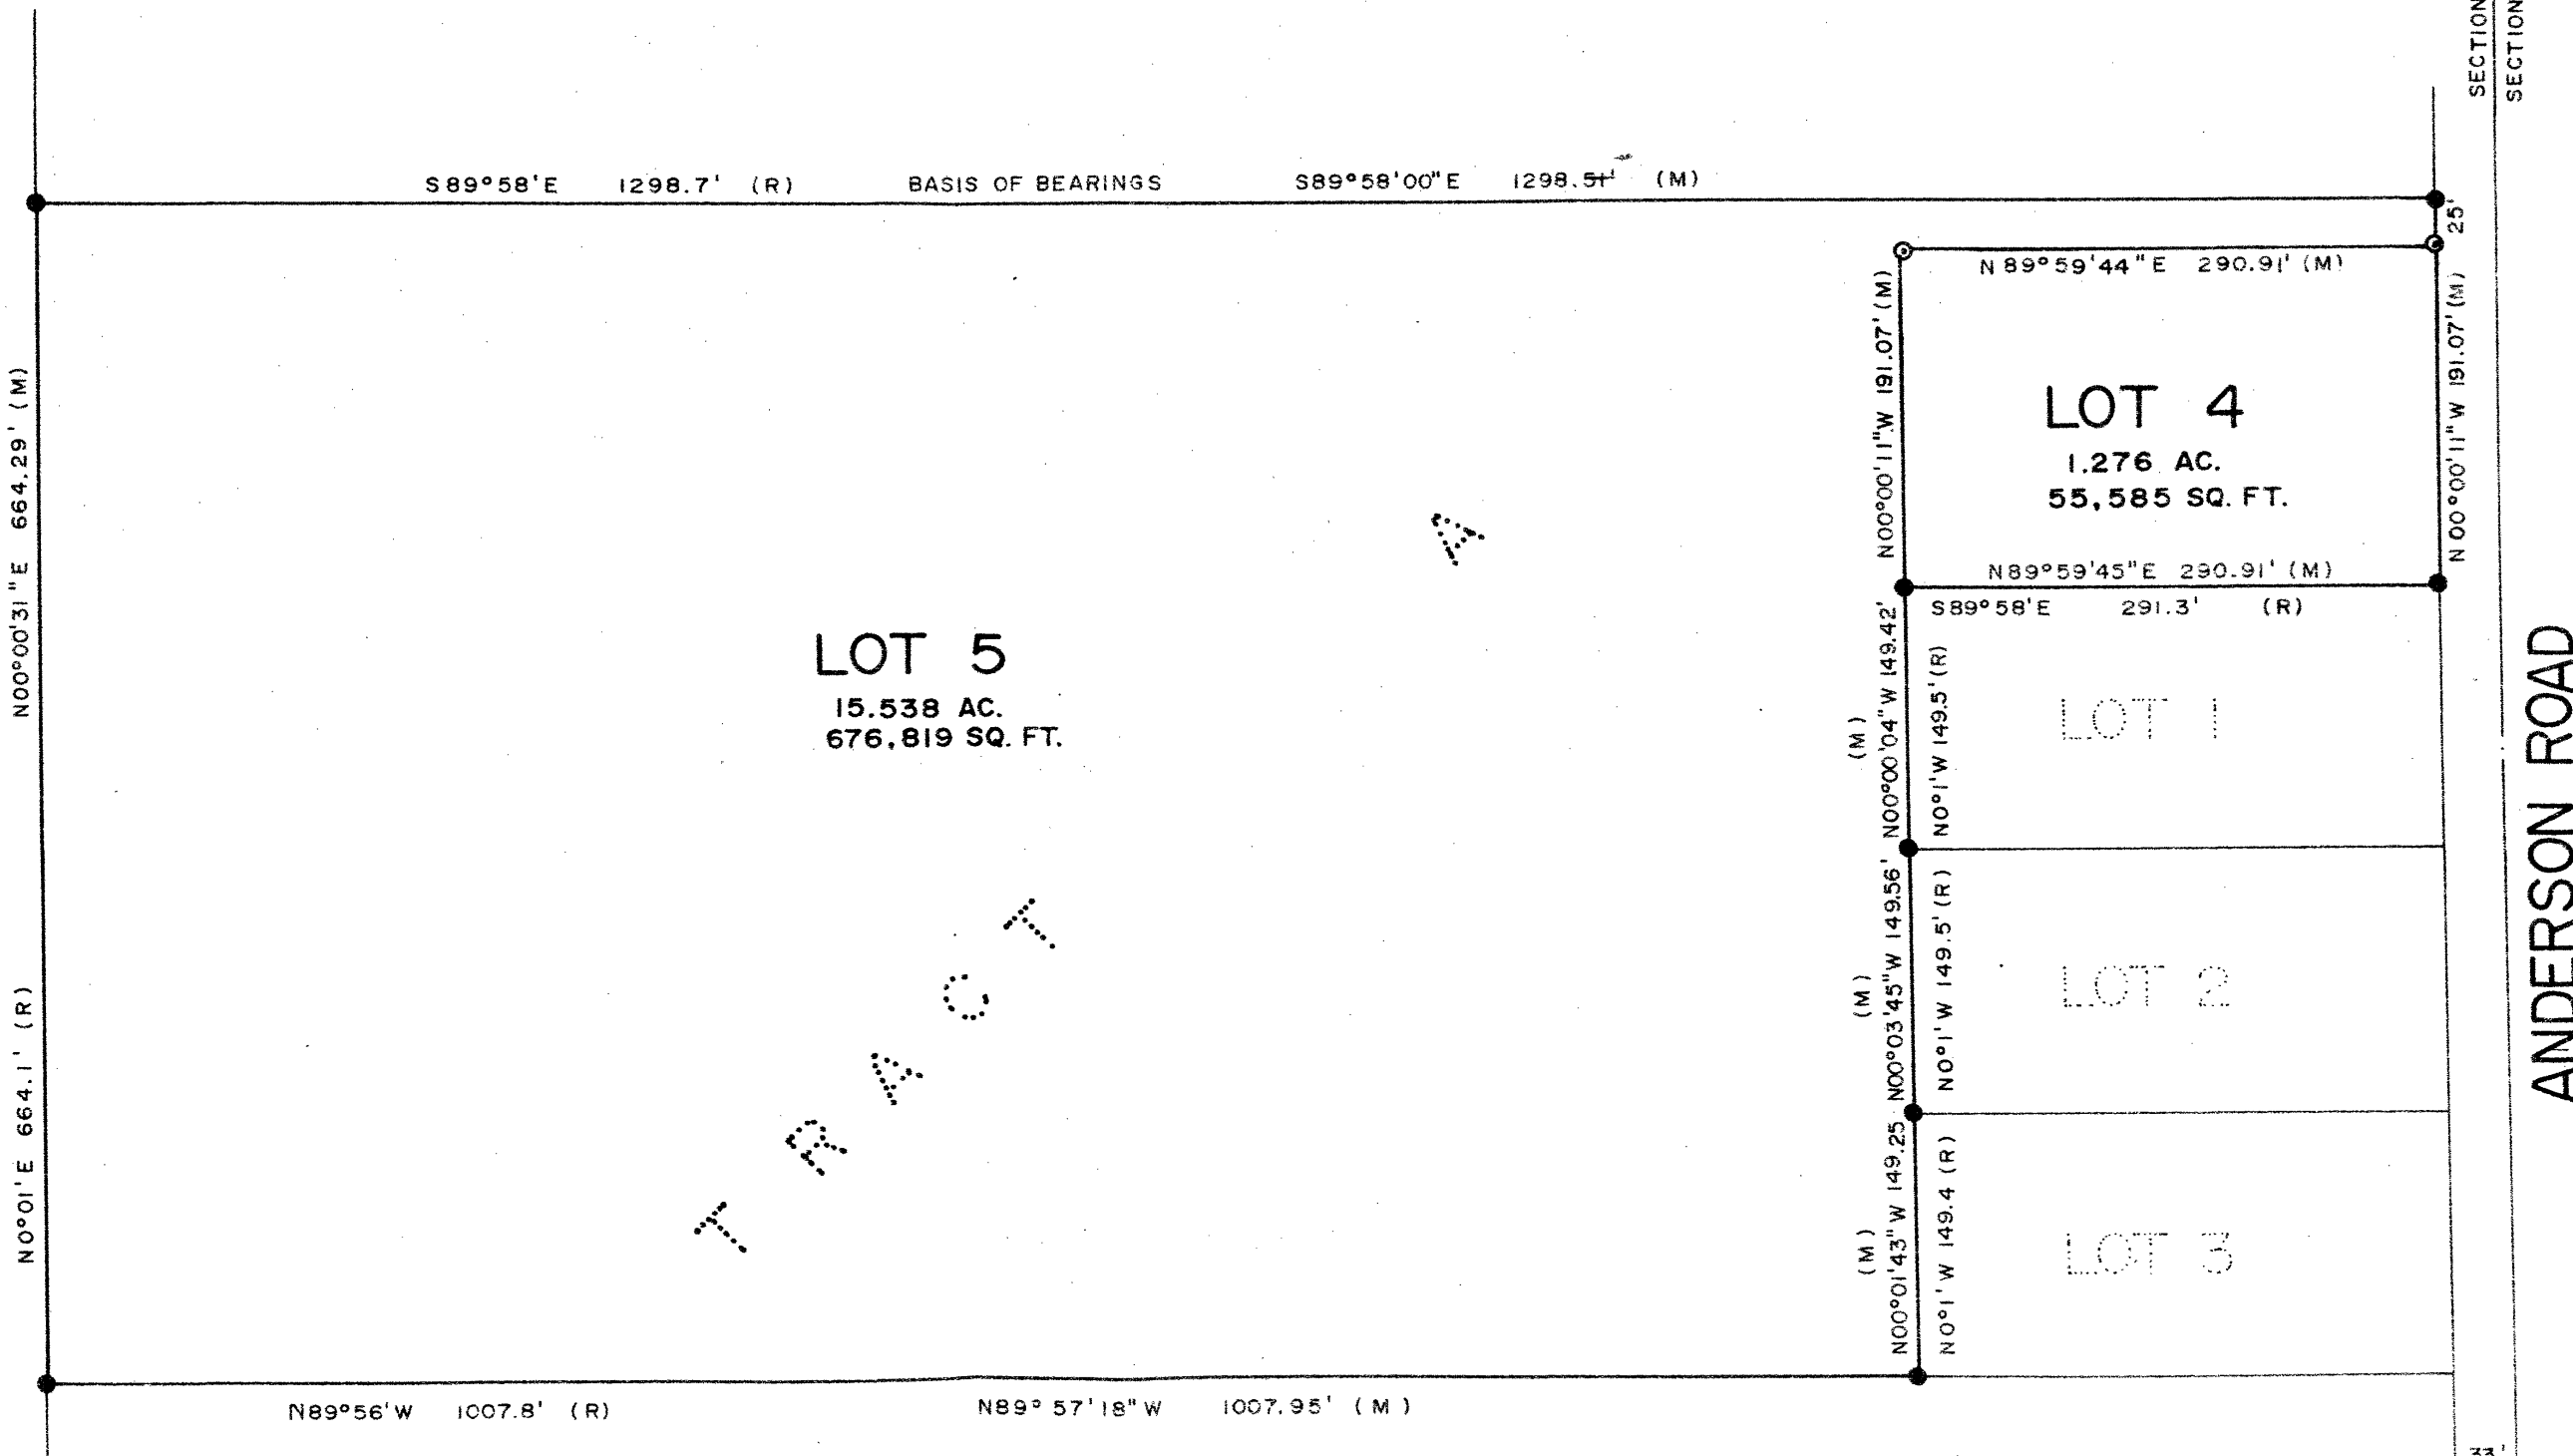 SECTION
SECTION
S89°58'E 1298.7' (R) BASIS OF BEARINGS S89°58'00"E 1298.51' (M)
25'
N89°59'44"E 290.91' (M)
N00°00'11"W 191.07' (M)
N00°00'11"W 191.07' (M)
LOT 4
1.276 AC.
55,585 SQ. FT.
N89°59'45"E 290.91' (M)
S89°58'E 291.3' (R)
N00°00'31"E 664.29' (M)
N0°01'E 664.1' (R)
LOT 5
15.538 AC.
676,819 SQ. FT.
TRACT A
N00°00'04"W 149.42'
(M)
N0°1'W 149.5' (R)
LOT 1
N00°03'45"W 149.56'
(M)
N0°1'W 149.5' (R)
LOT 2
N00°01'43"W 149.25
(M)
N0°1'W 149.4 (R)
LOT 3
ANDERSON ROAD
N89°56'W 1007.8' (R) N89°57'18"W 1007.95' (M)
33'